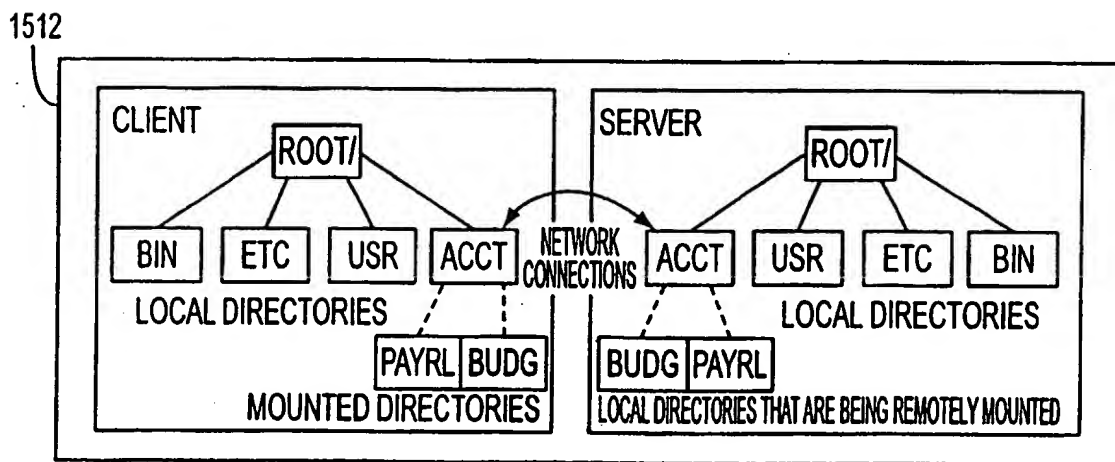 1512
CLIENT
ROOT/
BIN
ETC
USR
ACCT
LOCAL DIRECTORIES
PAYRL
BUDG
MOUNTED DIRECTORIES
NETWORK
CONNECTIONS
SERVER
ROOT/
ACCT
USR
ETC
BIN
LOCAL DIRECTORIES
BUDG
PAYRL
LOCAL DIRECTORIES THAT ARE BEING REMOTELY MOUNTED